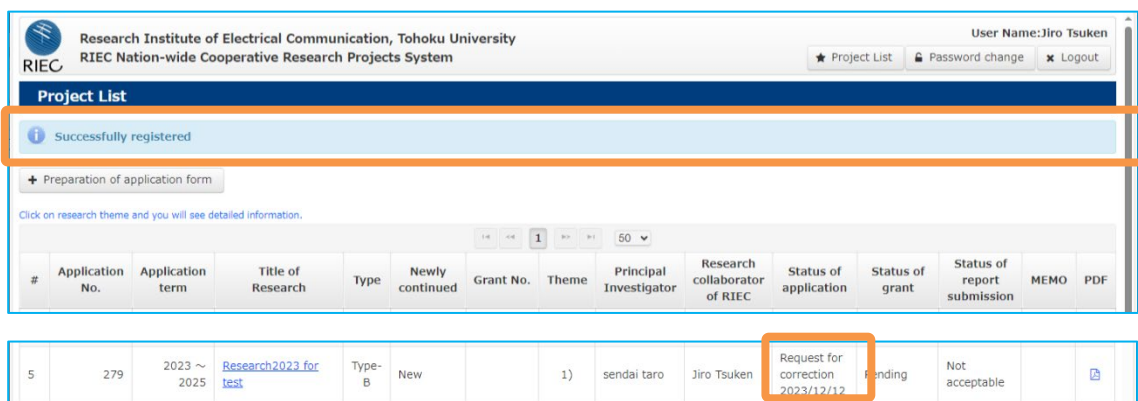 Research Institute of Electrical Communication, Tohoku University
RIEC Nation-wide Cooperative Research Projects System
RIEC
User Name:Jiro Tsuken
Project List
Password change
Logout
Project List
Successfully registered
Preparation of application form
Click on research theme and you will see detailed information.
1
50
# Application No. Application term Title of Research Type Newly continued Grant No. Theme Principal Investigator Research collaborator of RIEC Status of application Status of grant Status of report submission MEMO PDF
5 279 2023 ~ 2025 Research2023 for test Type-B New 1) sendai taro Jiro Tsuken Request for correction 2023/12/12 Pending Not acceptable